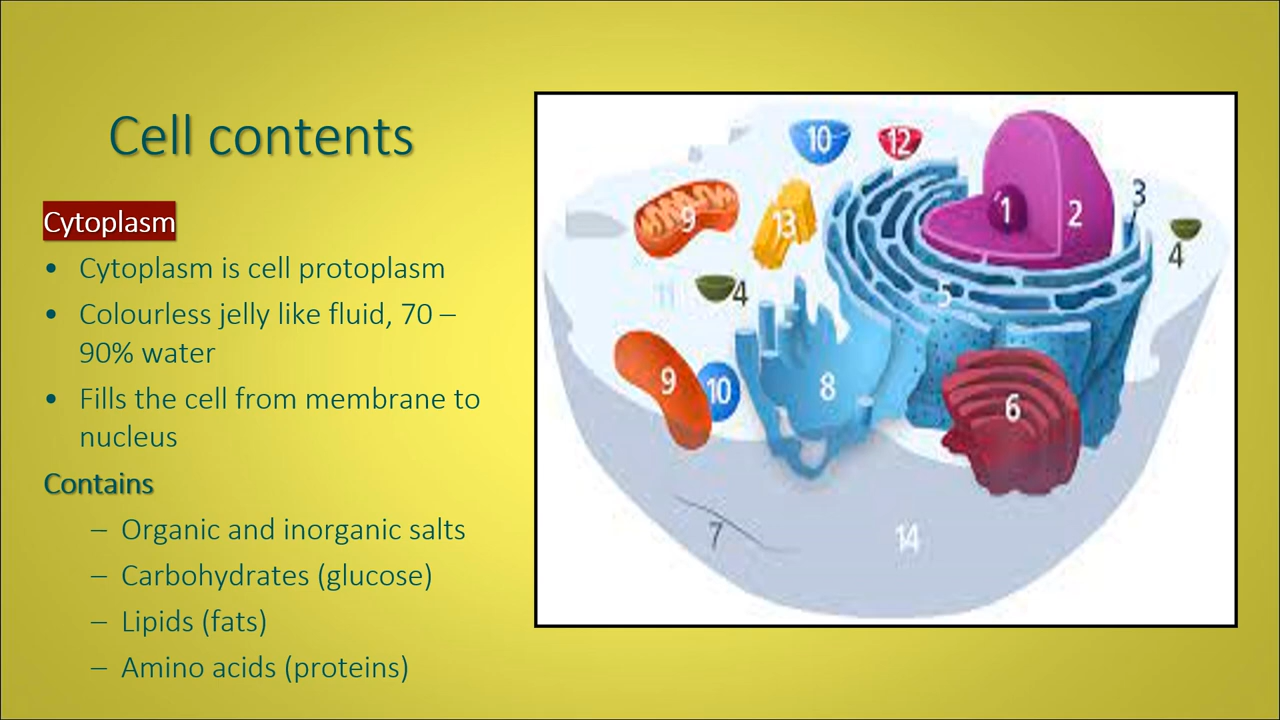 Cell contents
Cytoplasm
• Cytoplasm is cell protoplasm
• Colourless jelly like fluid, 70 –
90% water
• Fills the cell from membrane to
nucleus
Contains
– Organic and inorganic salts
– Carbohydrates (glucose)
– Lipids (fats)
– Amino acids (proteins)
10
12
1
2
3
9
13
4
11
4
5
9
10
8
6
7
14